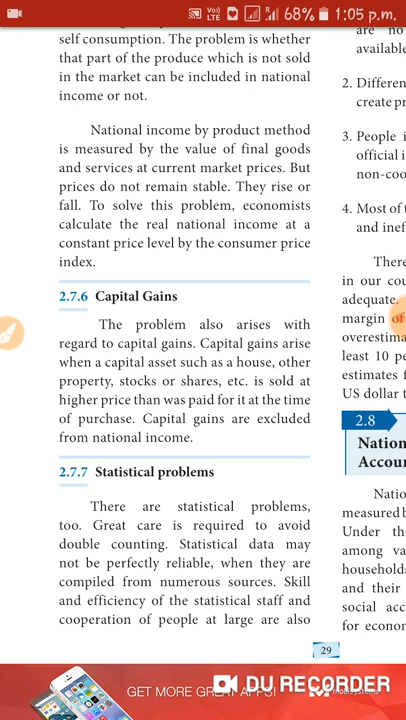 68% 1:05 p.m.
self consumption. The problem is whether
that part of the produce which is not sold
in the market can be included in national
income or not.
National income by product method
is measured by the value of final goods
and services at current market prices. But
prices do not remain stable. They rise or
fall. To solve this problem, economists
calculate the real national income at a
constant price level by the consumer price
index.
2.7.6 Capital Gains
The problem also arises with
regard to capital gains. Capital gains arise
when a capital asset such as a house, other
property, stocks or shares, etc. is sold at
higher price than was paid for it at the time
of purchase. Capital gains are excluded
from national income.
2.7.7 Statistical problems
There are statistical problems,
too. Great care is required to avoid
double counting. Statistical data may
not be perfectly reliable, when they are
compiled from numerous sources. Skill
and efficiency of the statistical staff and
cooperation of people at large are also
are no
available
2. Differen
create pr
3. People i
official i
non-coo
4. Most of t
and inef
There
in our cou
adequate.
margin of
overestima
least 10 pe
estimates f
US dollar t
2.8
Nation
Accoun
Natio
measured b
Under th
among va
households
and their
social acc
for econom
29
GET MORE GREAT APPS!
DU RECORDER